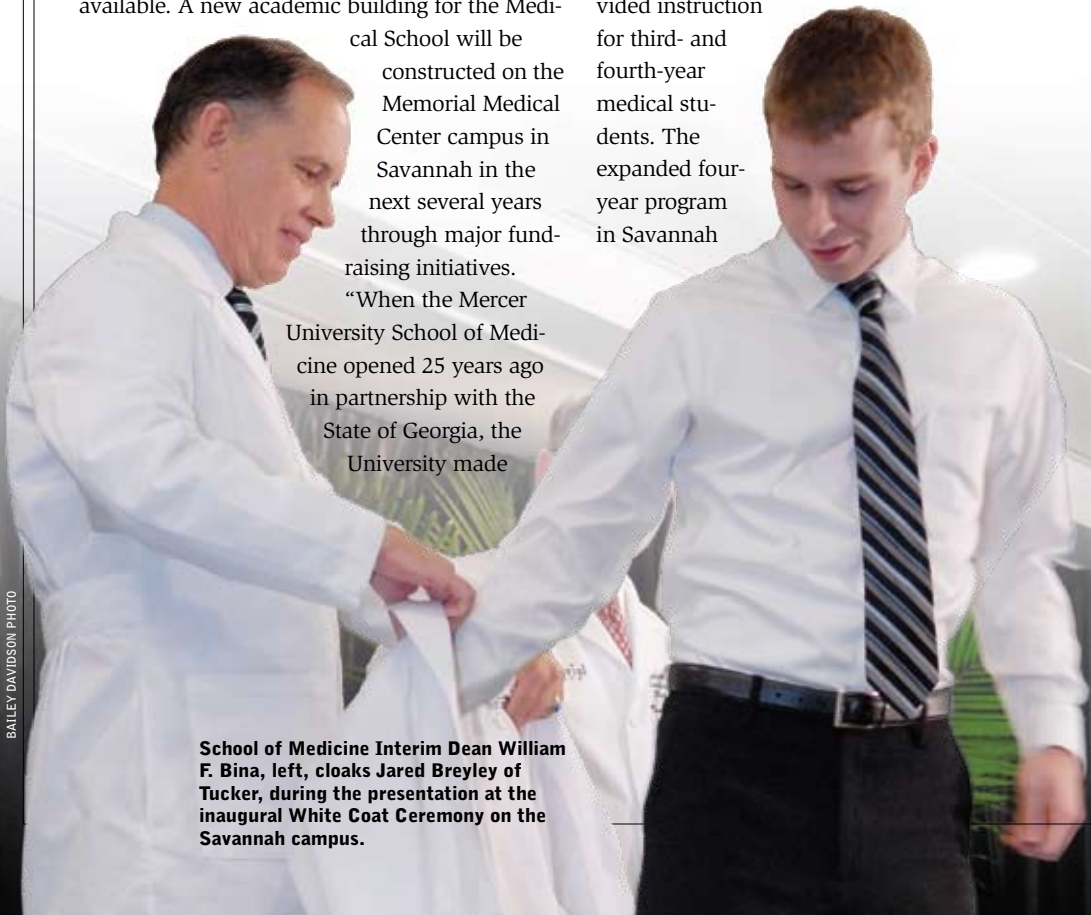 available. A new academic building for the Medi-
cal School will be
constructed on the
Memorial Medical
Center campus in
Savannah in the
next several years
through major fund-
raising initiatives.
“When the Mercer
University School of Medi-
cine opened 25 years ago
in partnership with the
State of Georgia, the
University made
vided instruction
for third- and
fourth-year
medical stu-
dents. The
expanded four-
year program
in Savannah
BAILEY DAVIDSON PHOTO
School of Medicine Interim Dean William
F. Bina, left, cloaks Jared Breyley of
Tucker, during the presentation at the
inaugural White Coat Ceremony on the
Savannah campus.